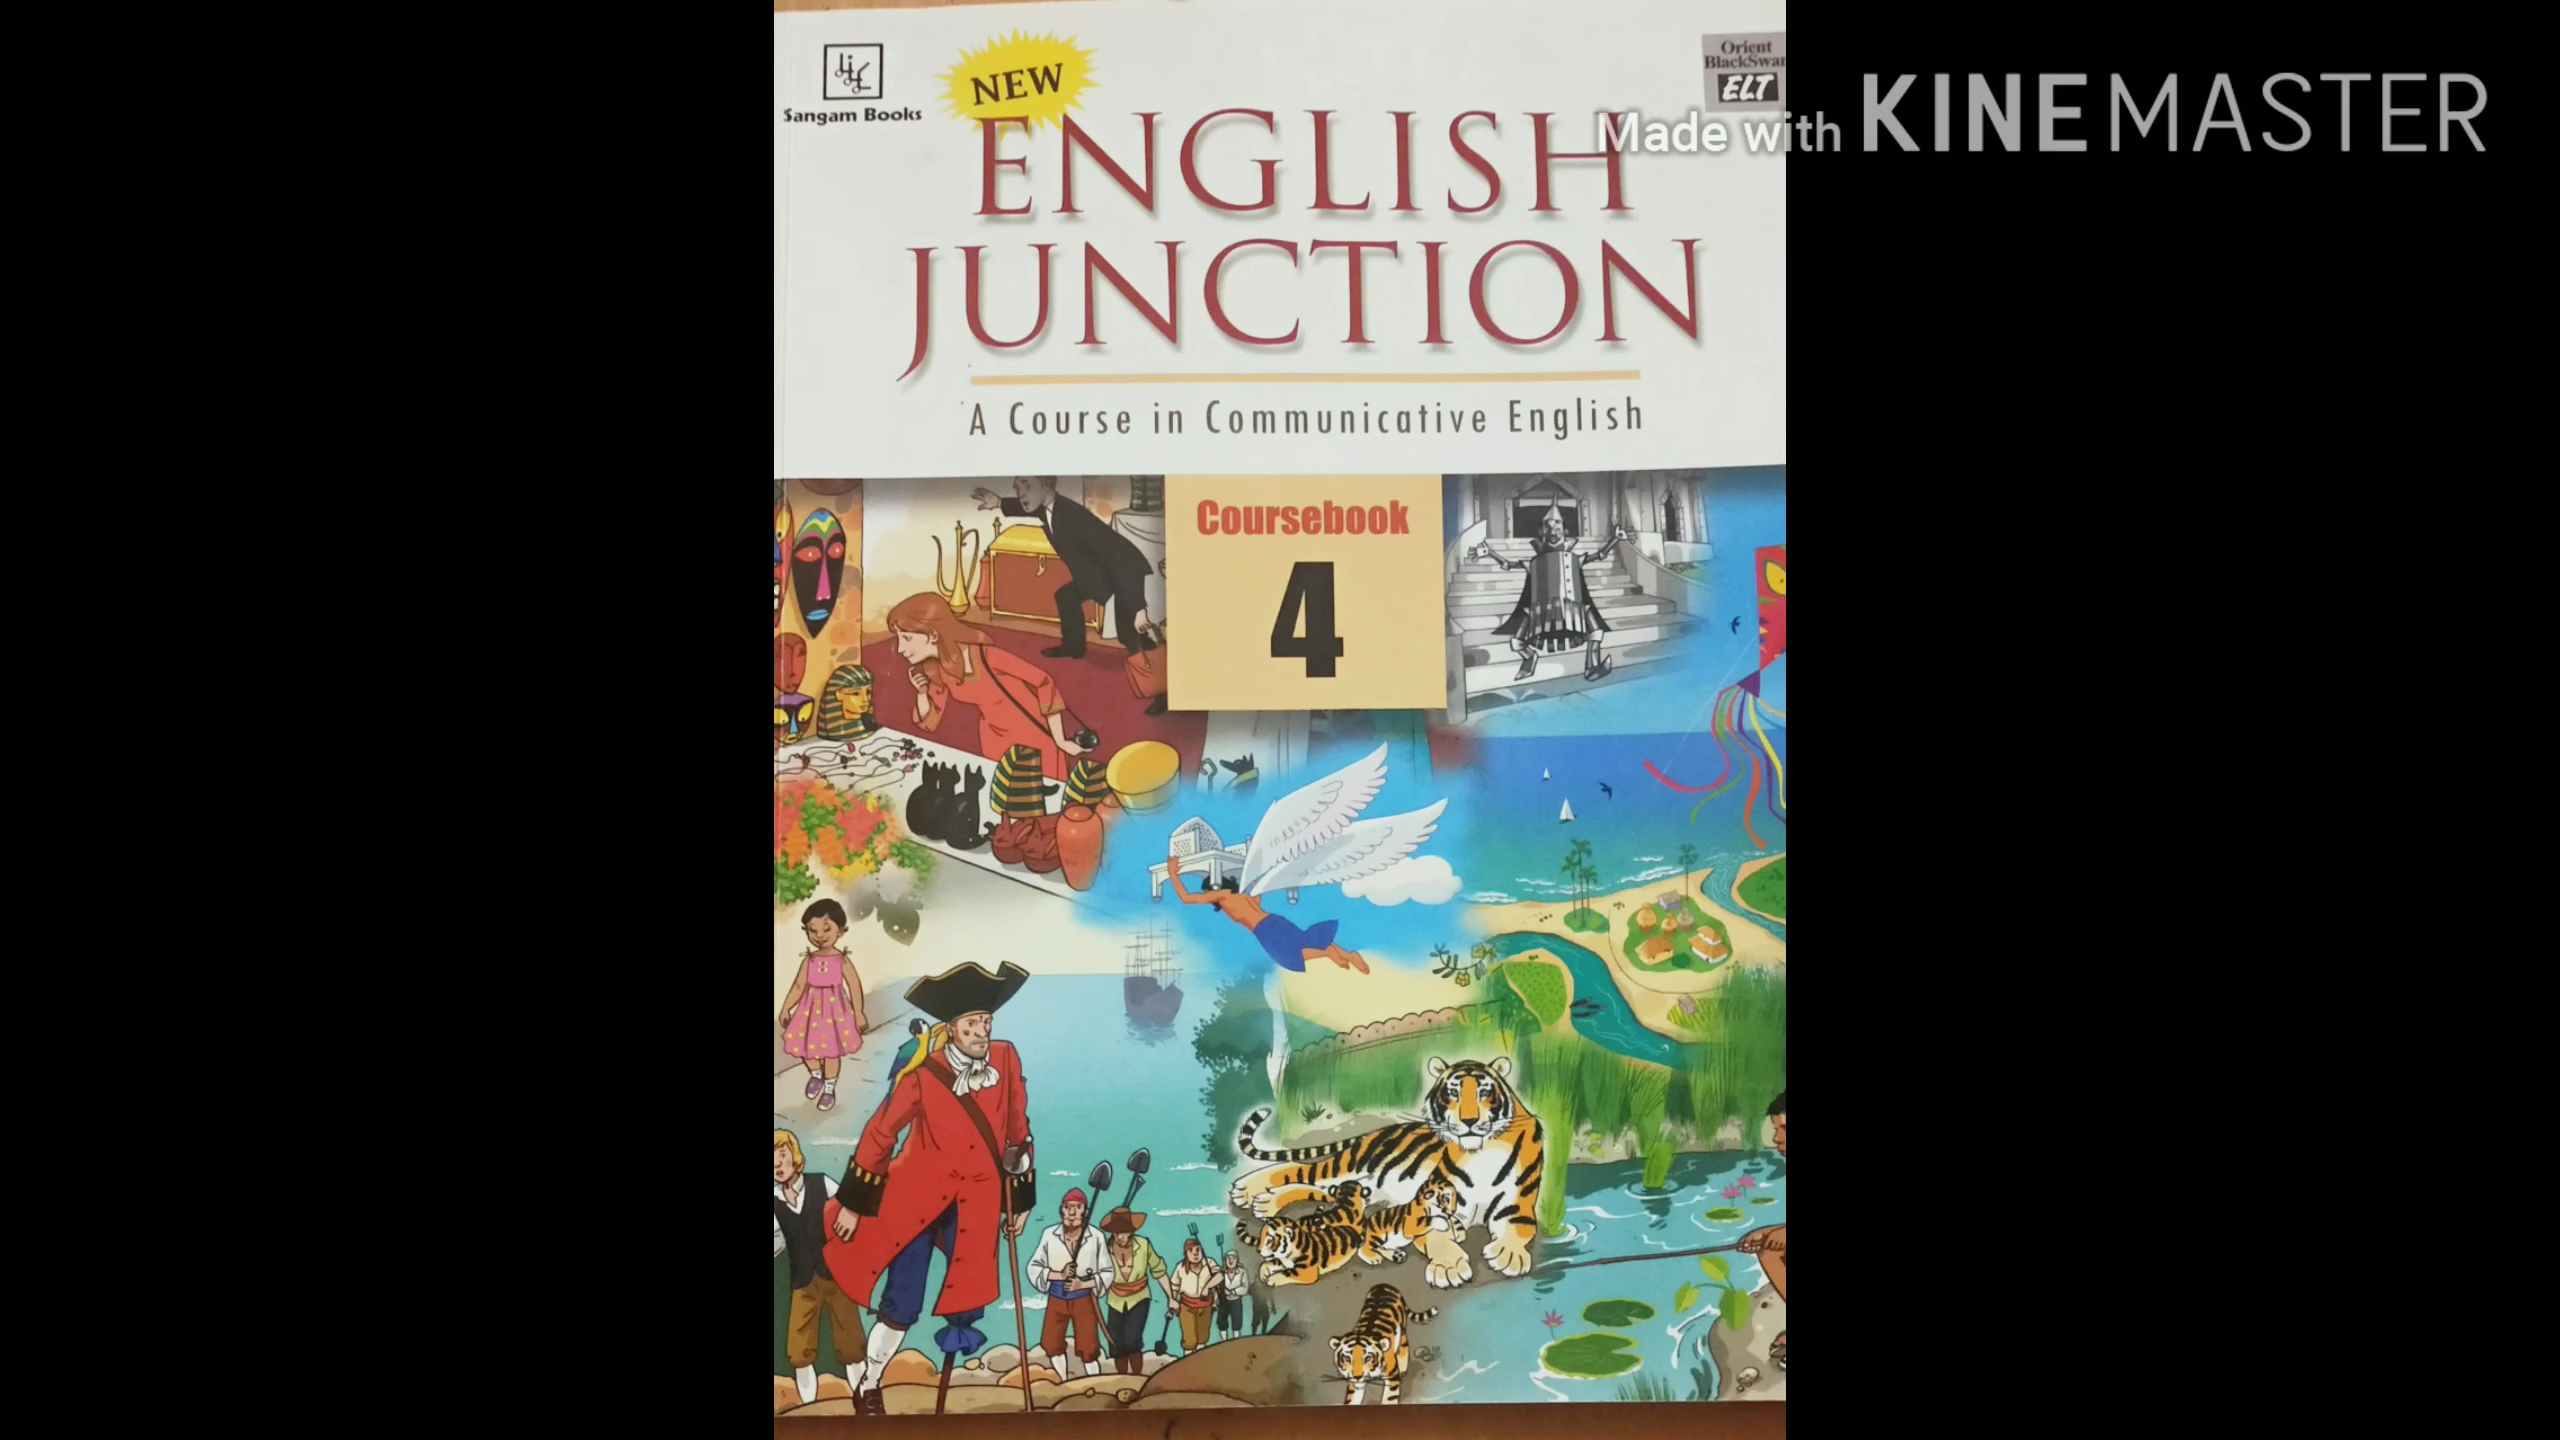 Sangam Books
NEW
Orient
BlackSwan
ELT
Made with KINEMASTER
ENGLISH
JUNCTION
A Course in Communicative English
Coursebook
4